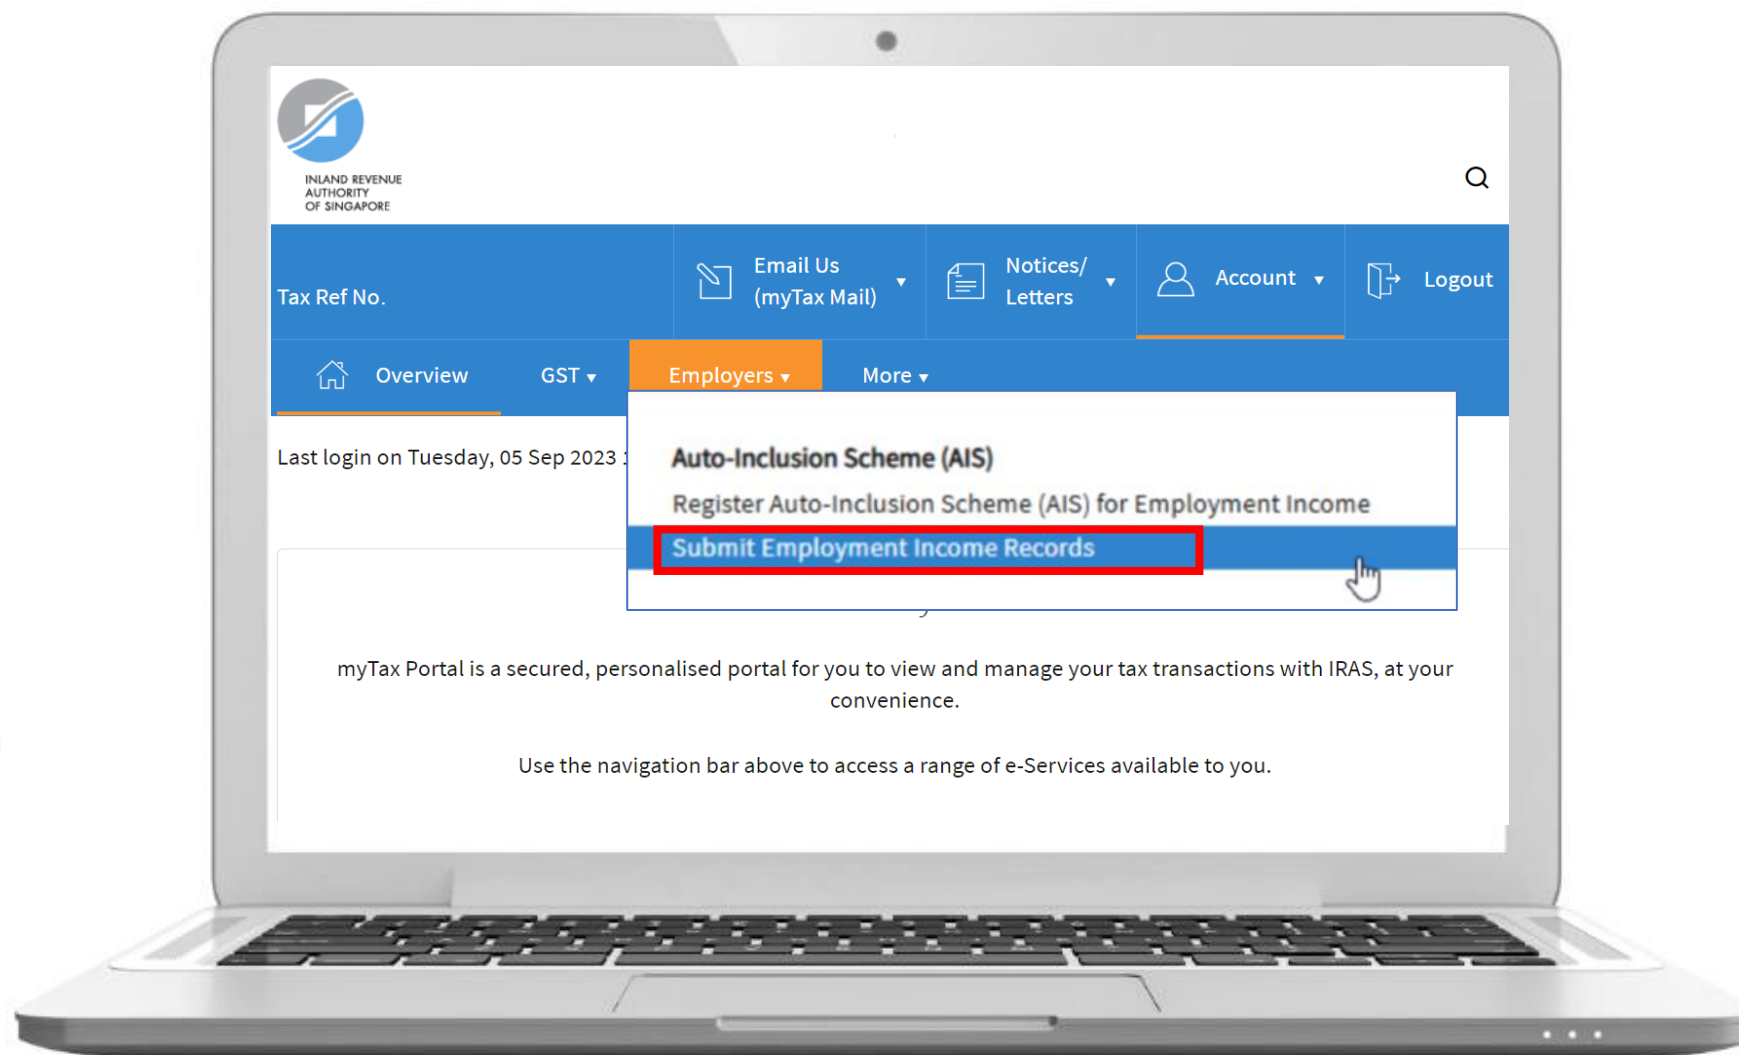 INLAND REVENUE
AUTHORITY
OF SINGAPORE
Tax Ref No.
Email Us
(myTax Mail)
Notices/
Letters
Account
Logout
Overview
GST
Employers
More
Last login on Tuesday, 05 Sep 2023
Auto-Inclusion Scheme (AIS)
Register Auto-Inclusion Scheme (AIS) for Employment Income
Submit Employment Income Records
myTax Portal is a secured, personalised portal for you to view and manage your tax transactions with IRAS, at your
convenience.
Use the navigation bar above to access a range of e-Services available to you.